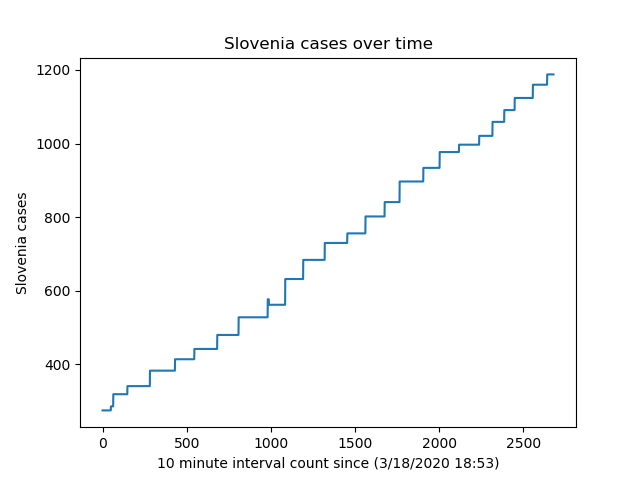 Slovenia cases over time
1200
1000
800
600
400
Slovenia cases
0 500 1000 1500 2000 2500
10 minute interval count since (3/18/2020 18:53)